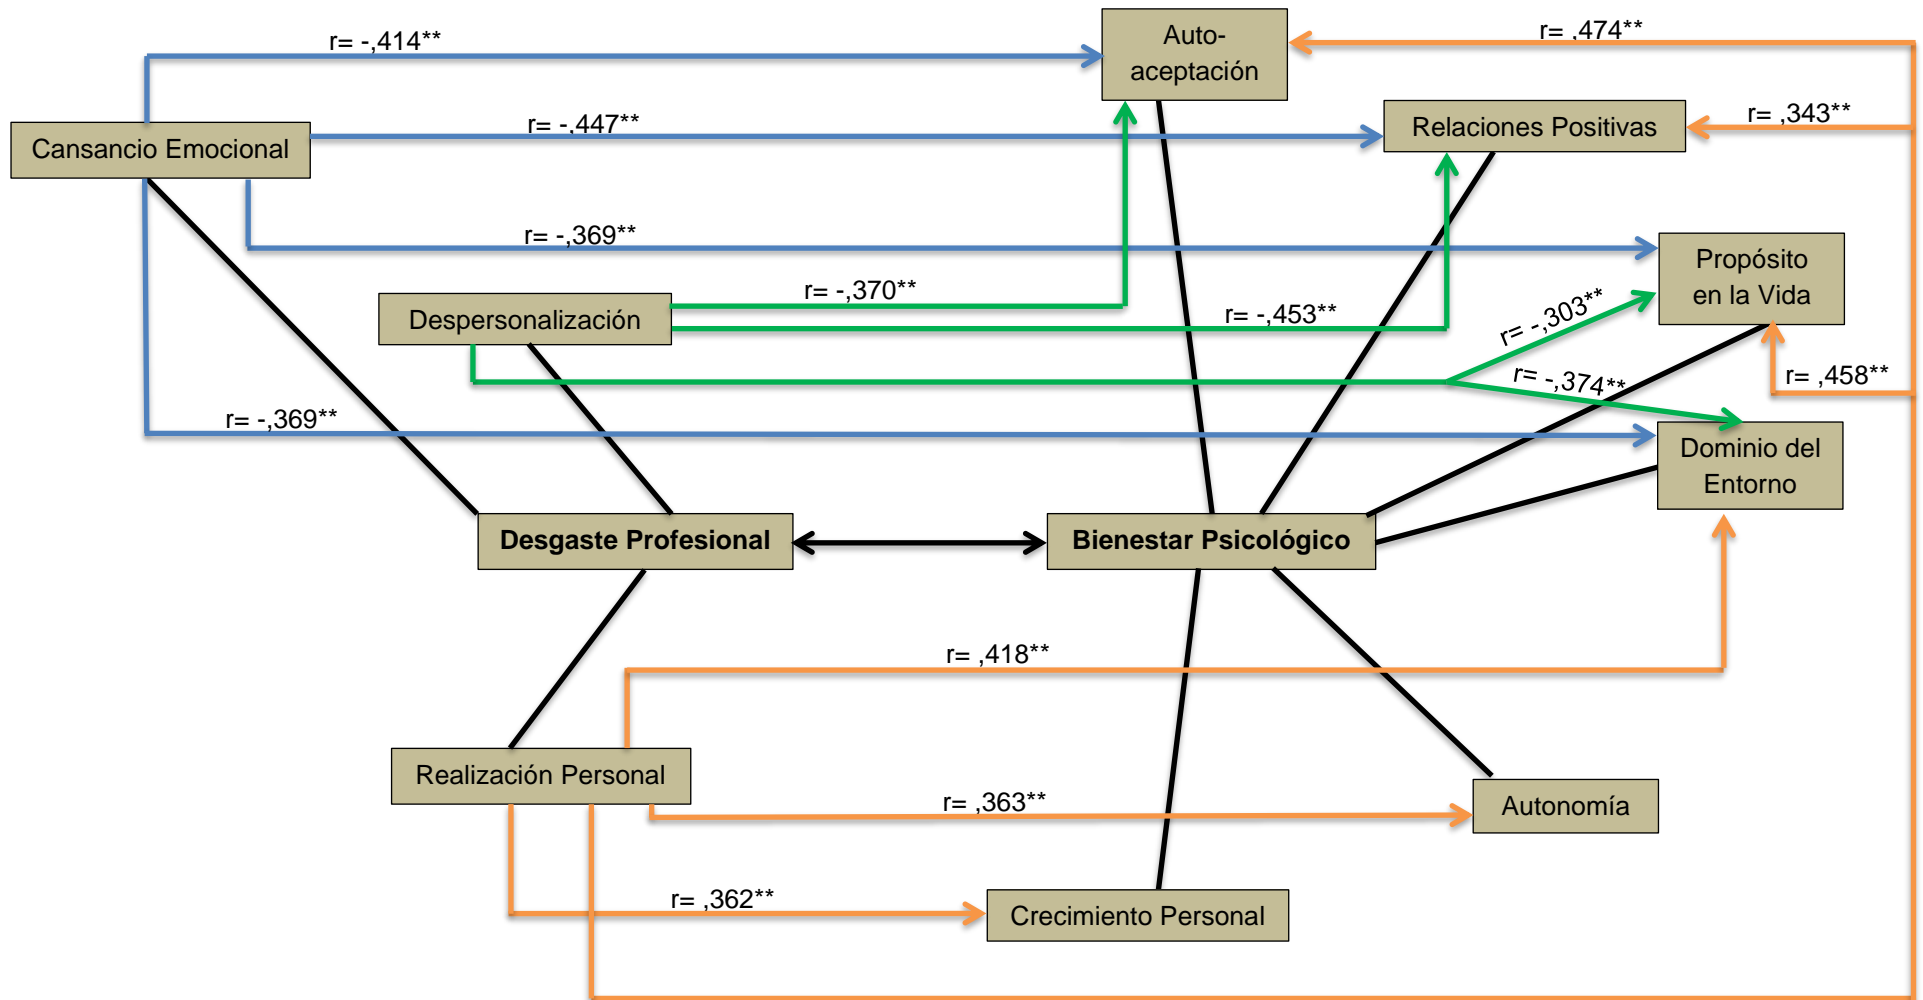 Auto-
aceptación
r= -,414**
r= ,474**
r= -,447**
Relaciones Positivas
r= ,343**
Cansancio Emocional
r= -,369**
Propósito
en la Vida
r= -,370**
Despersonalización
r= -,453**
r= -,303**
r= -,374**
r= ,458**
r= -,369**
Dominio del
Entorno
Desgaste Profesional
Bienestar Psicológico
r= ,418**
Realización Personal
r= ,363**
Autonomía
r= ,362**
Crecimiento Personal